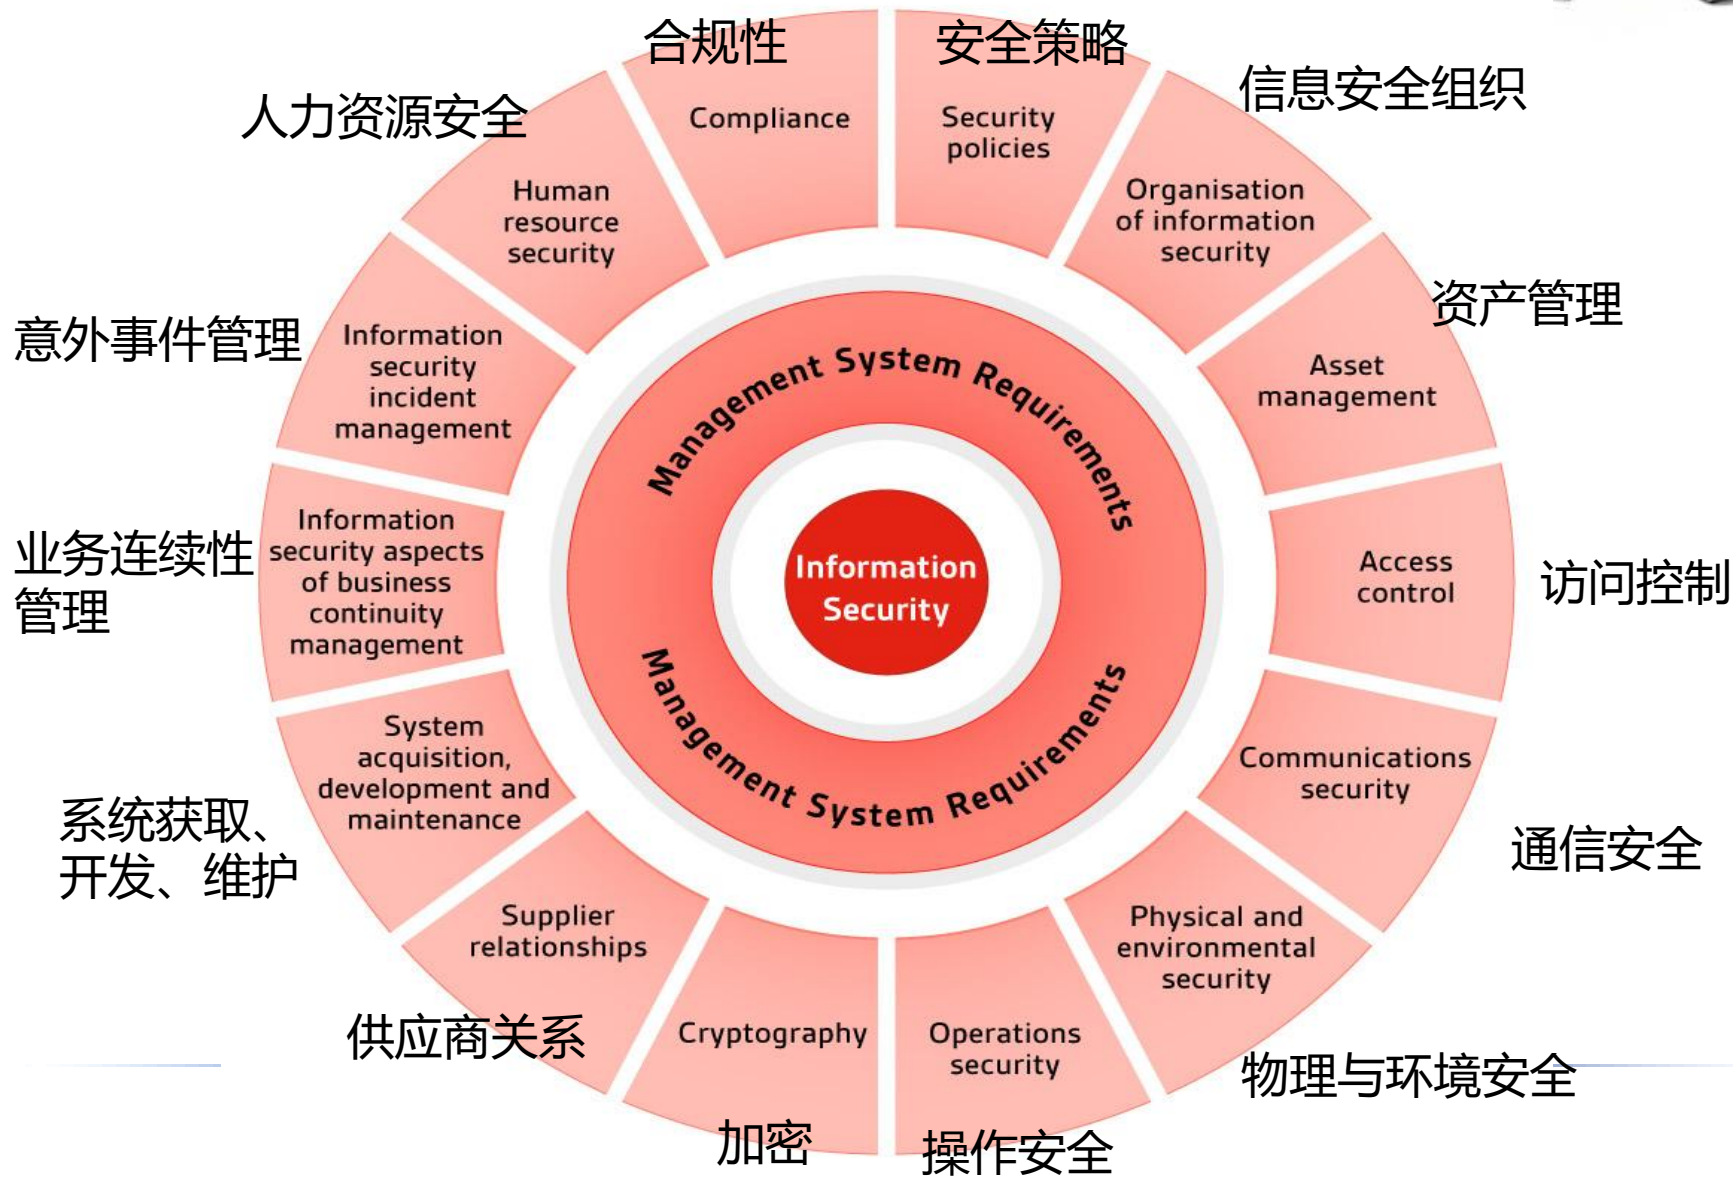 合规性
Compliance
安全策略
Security
policies
信息安全组织
Organisation
of information
security
资产管理
Asset
management
访问控制
Access
control
通信安全
Communications
security
物理与环境安全
Physical and
environmental
security
操作安全
Operations
security
加密
Cryptography
供应商关系
Supplier
relationships
系统获取、
开发、维护
System
acquisition,
development and
maintenance
业务连续性
管理
Information
security aspects
of business
continuity
management
意外事件管理
Information
security
incident
management
人力资源安全
Human
resource
security
Management System Requirements
Information
Security
Management System Requirements